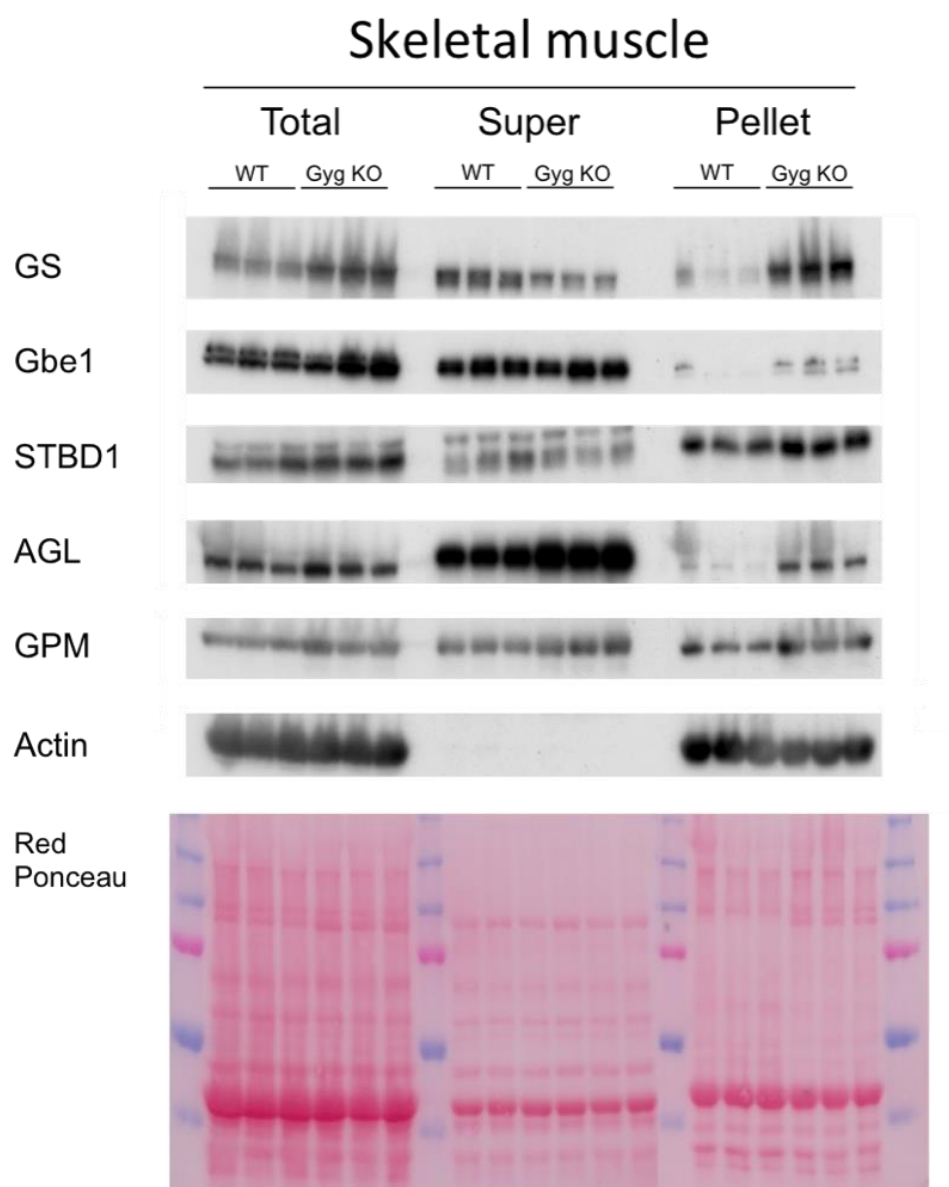 Skeletal muscle
Total Super Pellet
WT Gyg KO WT Gyg KO WT Gyg KO
GS
Gbe1
STBD1
AGL
GPM
Actin
Red
Ponceau